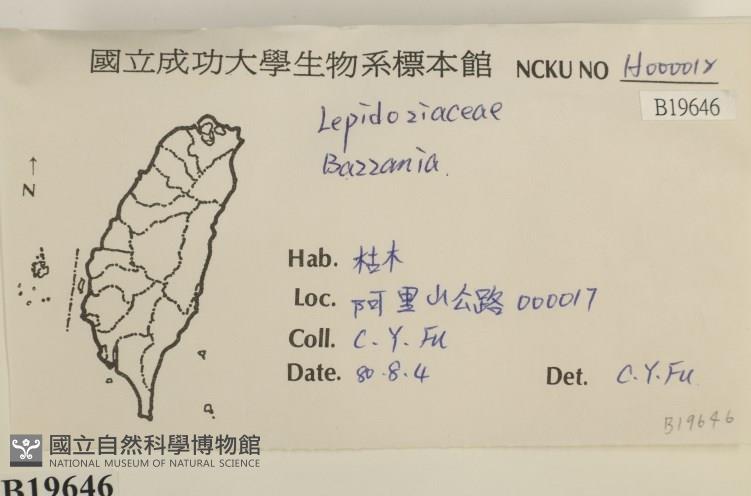 國立成功大學生物系標本館 NCKU NO H000018
B19646
Lepidoziaceae
Bazzania.
↑
N
Hab. 枯木
Loc. 阿里山公路 000017
Coll. C. Y. Fu
Date. 80.8.4 Det. C.Y.Fu
B19646
國立自然科學博物館
NATIONAL MUSEUM OF NATURAL SCIENCE
B19646